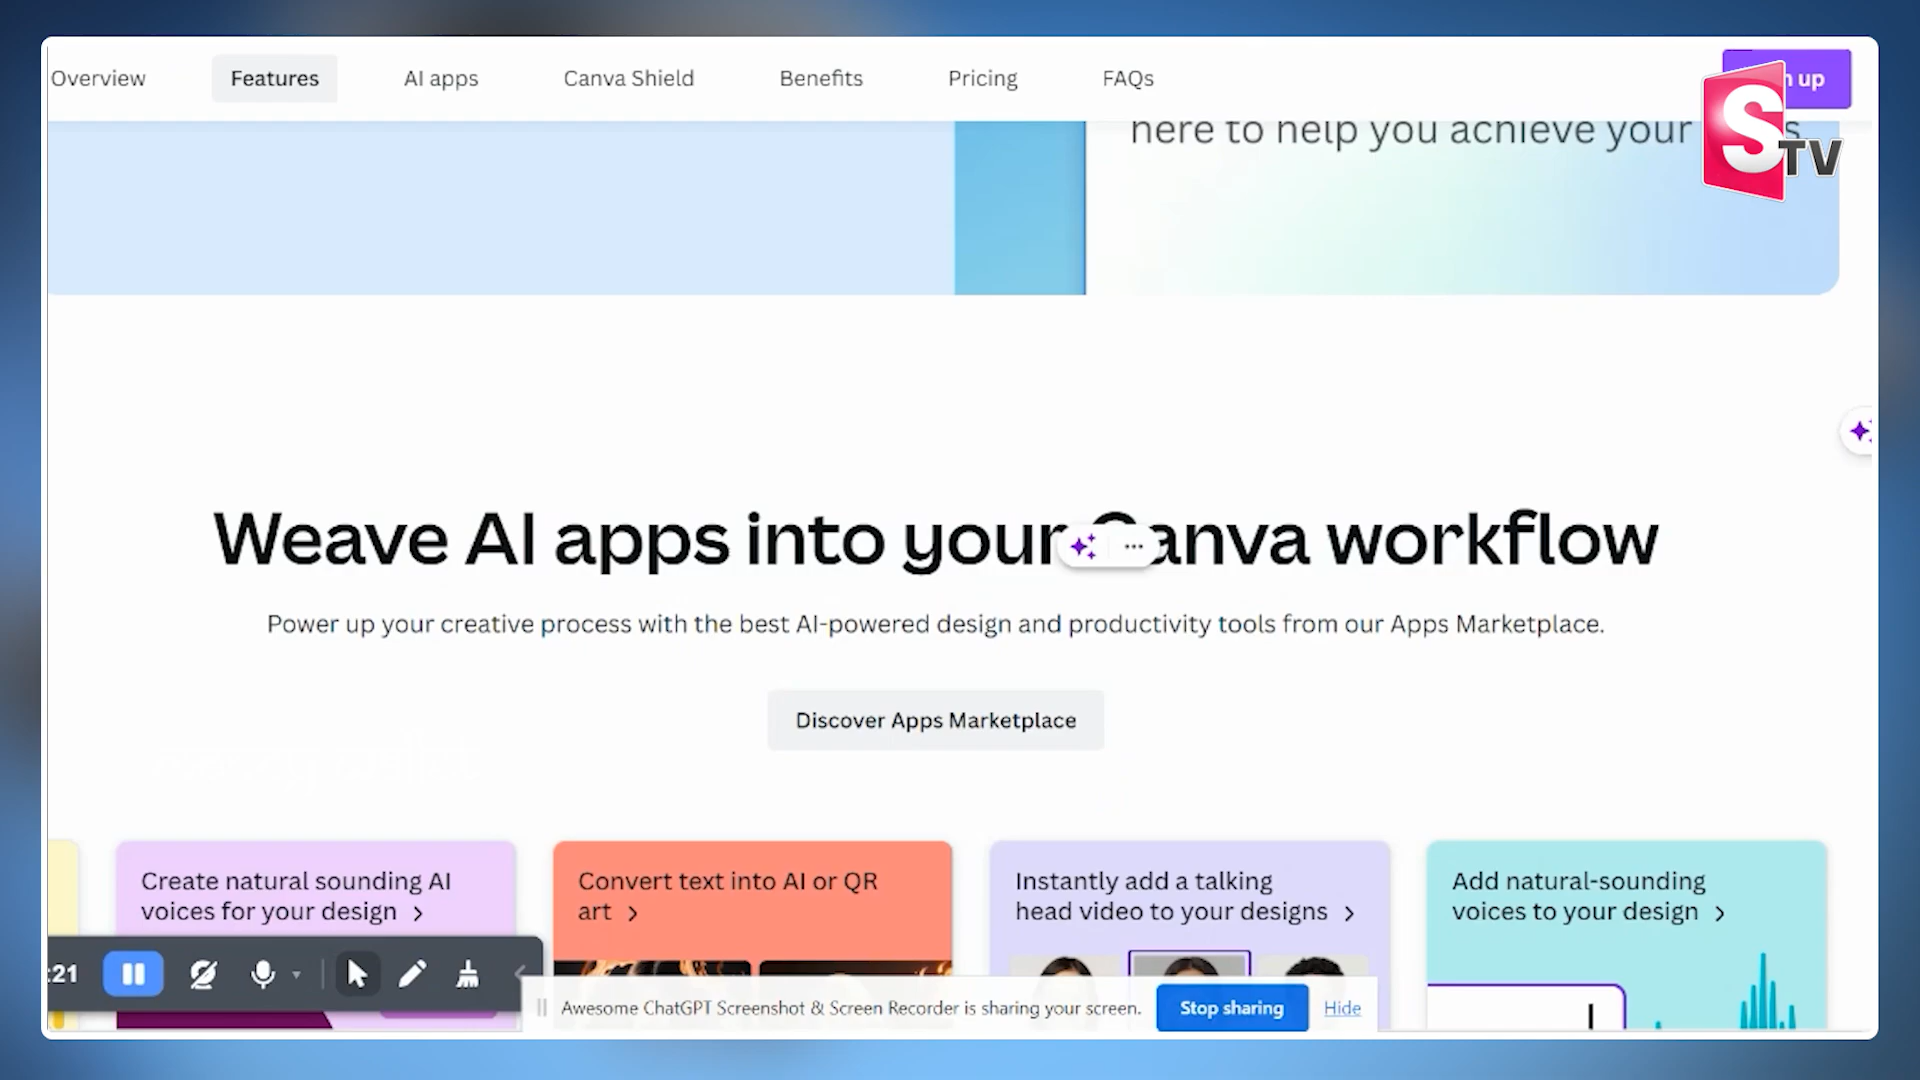 Overview
Features
AI apps
Canva Shield
Benefits
Pricing
FAQs
up
here to help you achieve your
STV
Weave AI apps into your Canva workflow
Power up your creative process with the best AI-powered design and productivity tools from our Apps Marketplace.
Discover Apps Marketplace
Create natural sounding AI
voices for your design
Convert text into AI or QR
art
Instantly add a talking
head video to your designs
Add natural-sounding
voices to your design
:21
Awesome ChatGPT Screenshot & Screen Recorder is sharing your screen.
Stop sharing
Hide